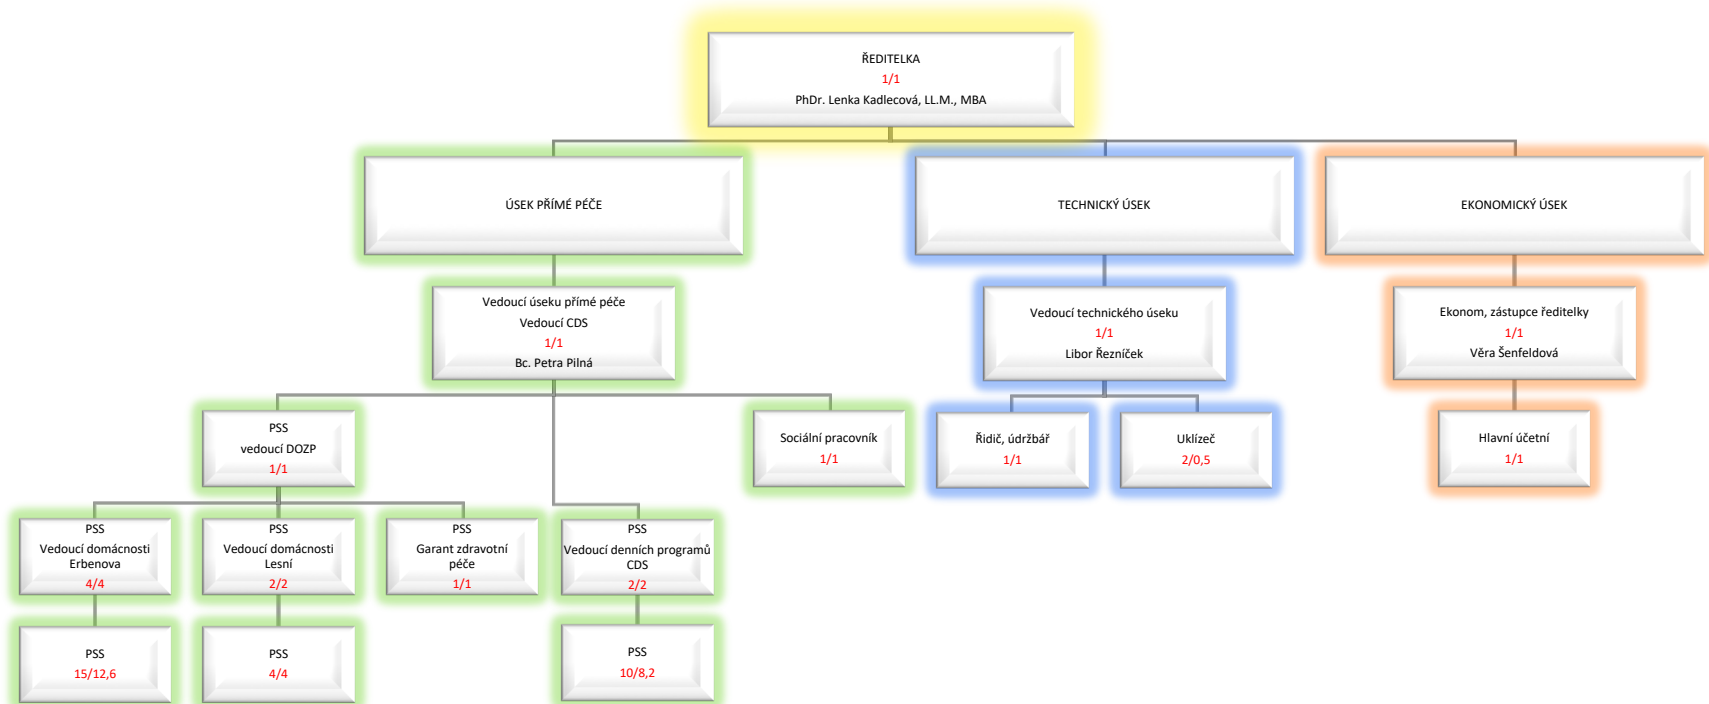 ŘEDITELKA
1/1
PhDr. Lenka Kadlecová, LL.M., MBA
ÚSEK PŘÍMÉ PÉČE
TECHNICKÝ ÚSEK
EKONOMICKÝ ÚSEK
Vedoucí úseku přímé péče
Vedoucí CDS
1/1
Bc. Petra Pilná
Vedoucí technického úseku
1/1
Libor Řezníček
Ekonom, zástupce ředitelky
1/1
Věra Šenfeldová
PSS
vedoucí DOZP
1/1
Sociální pracovník
1/1
Řidič, údržbář
1/1
Uklízeč
2/0,5
Hlavní účetní
1/1
PSS
Vedoucí domácnosti
Erbenova
4/4
PSS
Vedoucí domácnosti
Lesní
2/2
PSS
Garant zdravotní
péče
1/1
PSS
Vedoucí denních programů
CDS
2/2
PSS
15/12,6
PSS
4/4
PSS
10/8,2